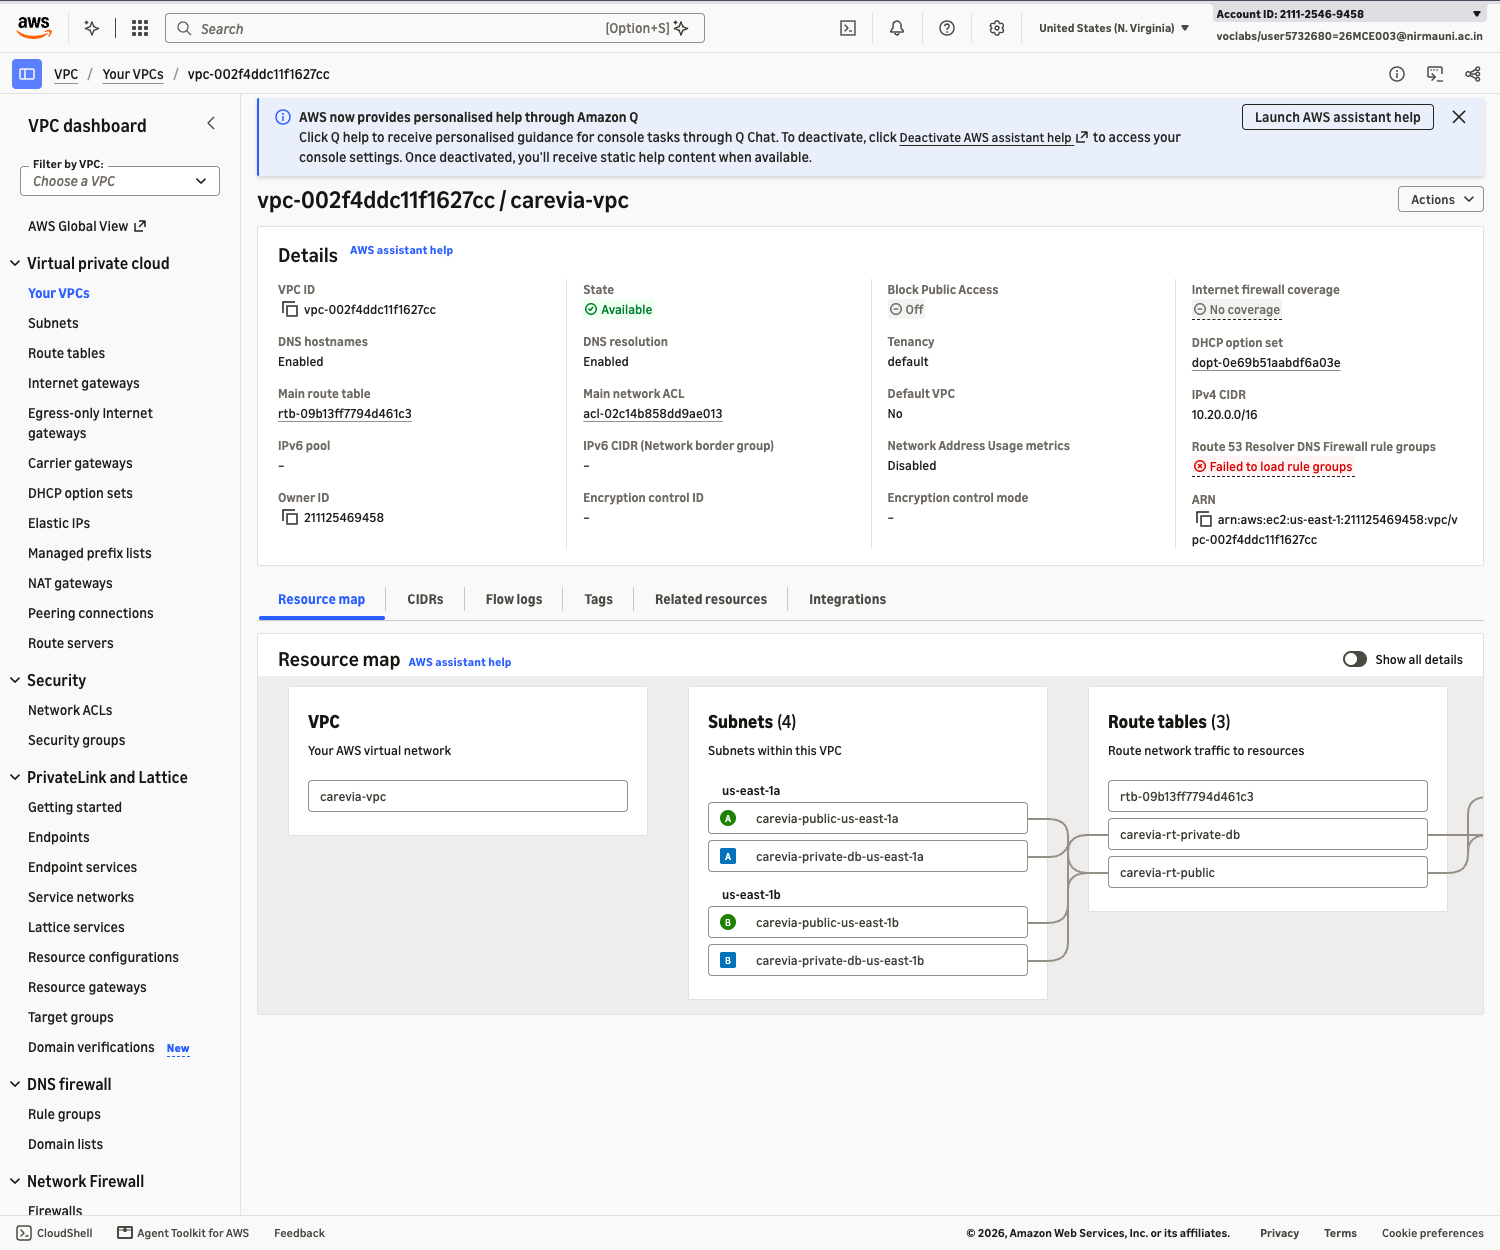 aws
Search
[Option+S]
United States (N. Virginia)
Account ID: 2111-2546-9458
voclabs/user5732680=26MCE003@nirmauni.ac.in
VPC / Your VPCs / vpc-002f4ddc11f1627cc
VPC dashboard
Filter by VPC:
Choose a VPC
AWS Global View
Virtual private cloud
Your VPCs
Subnets
Route tables
Internet gateways
Egress-only Internet
gateways
Carrier gateways
DHCP option sets
Elastic IPs
Managed prefix lists
NAT gateways
Peering connections
Route servers
Security
Network ACLs
Security groups
PrivateLink and Lattice
Getting started
Endpoints
Endpoint services
Service networks
Lattice services
Resource configurations
Resource gateways
Target groups
Domain verifications New
DNS firewall
Rule groups
Domain lists
Network Firewall
Firewalls
AWS now provides personalised help through Amazon Q
Click Q help to receive personalised guidance for console tasks through Q Chat. To deactivate, click Deactivate AWS assistant help to access your
console settings. Once deactivated, you'll receive static help content when available.
Launch AWS assistant help
vpc-002f4ddc11f1627cc / carevia-vpc
Actions
Details AWS assistant help
VPC ID
vpc-002f4ddc11f1627cc
DNS hostnames
Enabled
Main route table
rtb-09b13ff7794d461c3
IPv6 pool
–
Owner ID
211125469458
State
Available
DNS resolution
Enabled
Main network ACL
acl-02c14b858dd9ae013
IPv6 CIDR (Network border group)
–
Encryption control ID
–
Block Public Access
Off
Tenancy
default
Default VPC
No
Network Address Usage metrics
Disabled
Encryption control mode
–
Internet firewall coverage
No coverage
DHCP option set
dopt-0e69b51aabdf6a03e
IPv4 CIDR
10.20.0.0/16
Route 53 Resolver DNS Firewall rule groups
Failed to load rule groups
ARN
arn:aws:ec2:us-east-1:211125469458:vpc/v
pc-002f4ddc11f1627cc
Resource map
CIDRs
Flow logs
Tags
Related resources
Integrations
Resource map AWS assistant help
Show all details
VPC
Your AWS virtual network
carevia-vpc
Subnets (4)
Subnets within this VPC
us-east-1a
A carevia-public-us-east-1a
A carevia-private-db-us-east-1a
us-east-1b
B carevia-public-us-east-1b
B carevia-private-db-us-east-1b
Route tables (3)
Route network traffic to resources
rtb-09b13ff7794d461c3
carevia-rt-private-db
carevia-rt-public
CloudShell
Agent Toolkit for AWS
Feedback
© 2026, Amazon Web Services, Inc. or its affiliates.
Privacy
Terms
Cookie preferences